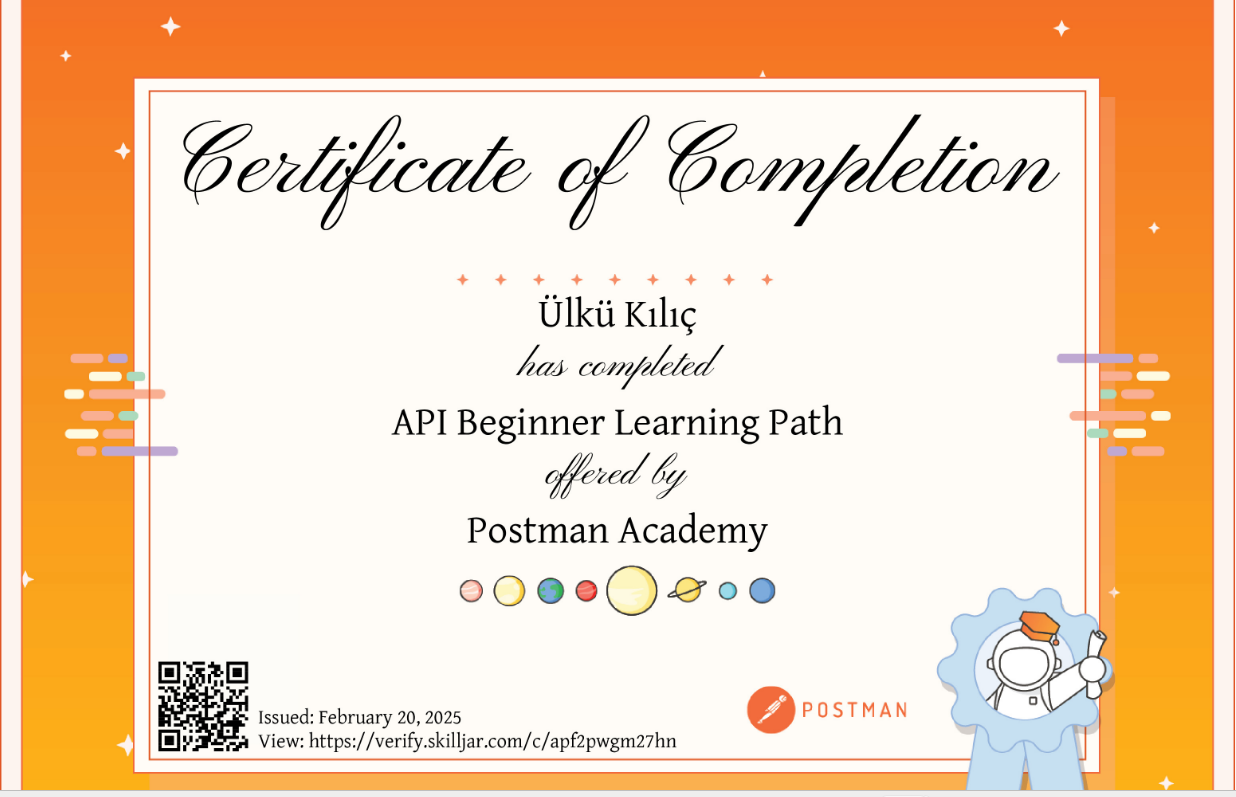 Certificate of Completion
Ülkü Kılıç
has completed
API Beginner Learning Path
offered by
Postman Academy
Issued: February 20, 2025
View: https://verify.skilljar.com/c/apf2pwgm27hn
POSTMAN